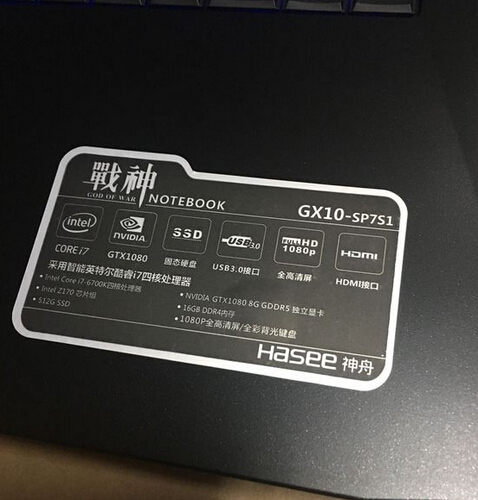 戰神
GOD OF WAR
NOTEBOOK
GX10-SP7S1
intel
NVIDIA
SSD
USB3.0
FULL HD 1080p
HDMI
CORE i7
GTX1080
固态硬盘
USB3.0接口
全高清屏
HDMI接口
采用智能英特尔酷睿i7四核处理器
• Intel Core i7-6700K四核处理器
• Intel Z170 芯片组
• 512G SSD
• NVIDIA GTX1080 8G GDDR5 独立显卡
• 16GB DDR4内存
• 1080P全高清屏/全彩背光键盘
Hasee 神舟